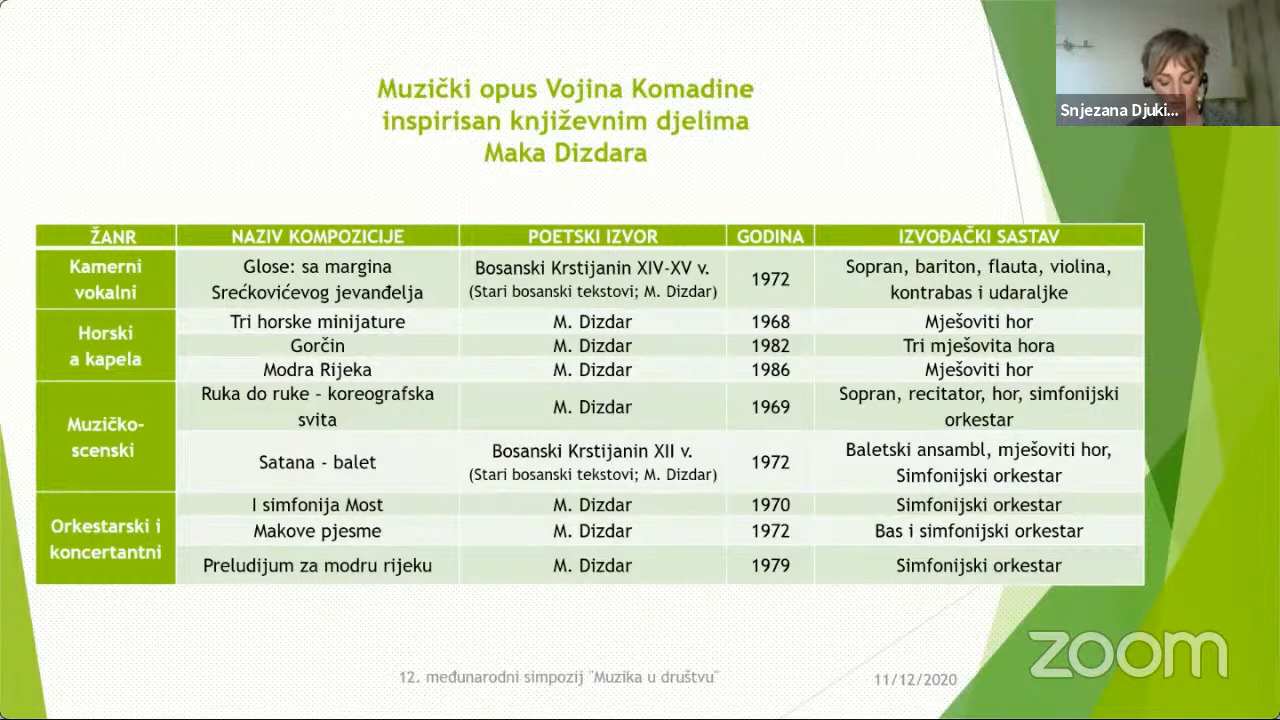 Snjezana Djuki...
Muzički opus Vojina Komadine
inspirisan književnim djelima
Maka Dizdara
ŽANR NAZIV KOMPOZICIJE POETSKI IZVOR GODINA IZVOĐAČKI SASTAV
Kamerni
vokalni
Glose: sa margina
Srećkovićevog jevanđelja
Bosanski Krstijanin XIV-XV v.
(Stari bosanski tekstovi; M. Dizdar)
1972
Sopran, bariton, flauta, violina,
kontrabas i udaraljke
Horski
a kapela
Tri horske minijature M. Dizdar 1968 Mješoviti hor
Gorčin M. Dizdar 1982 Tri mješovita hora
Modra Rijeka M. Dizdar 1986 Mješoviti hor
Muzičko-
scenski
Ruka do ruke – koreografska
svita
M. Dizdar
1969
Sopran, recitator, hor, simfonijski
orkestar
Satana - balet
Bosanski Krstijanin XII v.
(Stari bosanski tekstovi; M. Dizdar)
1972
Baletski ansambl, mješoviti hor,
Simfonijski orkestar
Orkestarski i
koncertantni
I simfonija Most M. Dizdar 1970 Simfonijski orkestar
Makove pjesme M. Dizdar 1972 Bas i simfonijski orkestar
Preludijum za modru rijeku M. Dizdar 1979 Simfonijski orkestar
12. međunarodni simpozij "Muzika u društvu"
11/12/2020
zoom